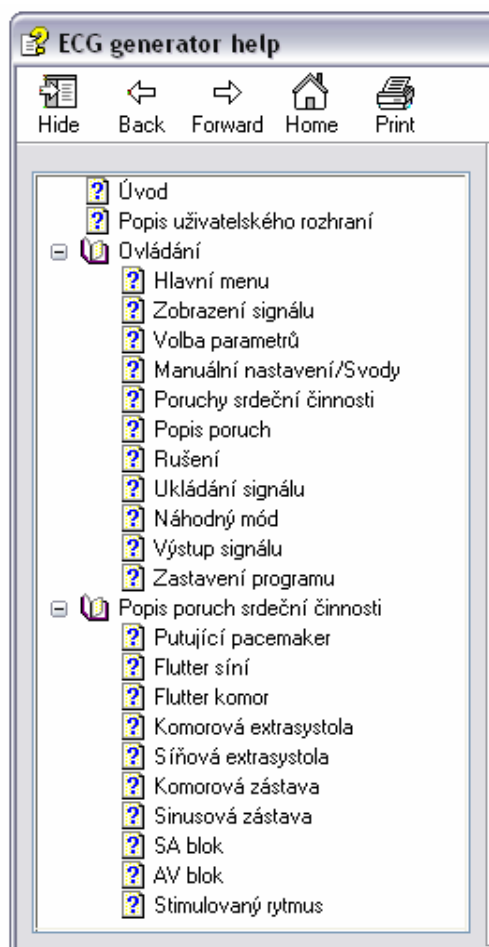 ECG generator help
Hide Back Forward Home Print
Úvod
Popis uživatelského rozhraní
Ovládání
Hlavní menu
Zobrazení signálu
Volba parametrů
Manuální nastavení/Svody
Poruchy srdeční činnosti
Popis poruch
Rušení
Ukládání signálu
Náhodný mód
Výstup signálu
Zastavení programu
Popis poruch srdeční činnosti
Putující pacemaker
Flutter síní
Flutter komor
Komorová extrasystola
Síňová extrasystola
Komorová zástava
Sinusová zástava
SA blok
AV blok
Stimulovaný rytmus